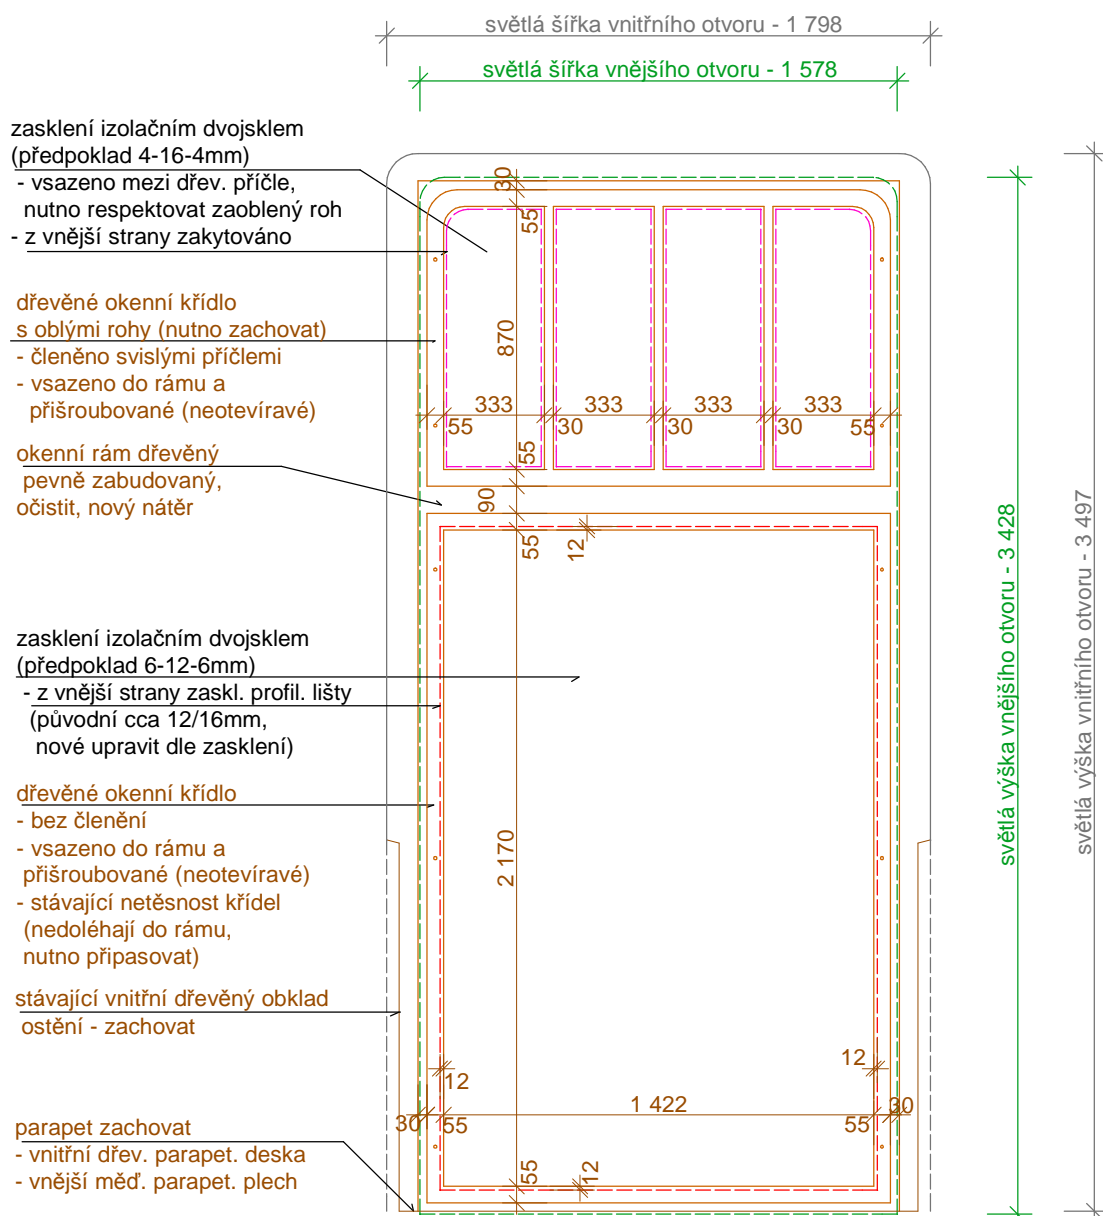 světlá šířka vnitřního otvoru - 1 798
světlá šířka vnějšího otvoru - 1 578
zasklení izolačním dvojsklem
(předpoklad 4-16-4mm)
- vsazeno mezi dřev. příčle,
nutno respektovat zaoblený roh
- z vnější strany zakytováno
dřevěné okenní křídlo
s oblými rohy (nutno zachovat)
- členěno svislými příčlemi
- vsazeno do rámu a
přišroubované (neotevíravé)
okenní rám dřevěný
pevně zabudovaný,
očistit, nový nátěr
zasklení izolačním dvojsklem
(předpoklad 6-12-6mm)
- z vnější strany zaskl. profil. lišty
(původní cca 12/16mm,
nové upravit dle zasklení)
dřevěné okenní křídlo
- bez členění
- vsazeno do rámu a
přišroubované (neotevíravé)
- stávající netěsnost křídel
(nedoléhají do rámu,
nutno připasovat)
stávající vnitřní dřevěný obklad
ostění - zachovat
parapet zachovat
- vnitřní dřev. parapet. deska
- vnější měď. parapet. plech
30
55
870
333
333
333
333
55
30
30
30
55
55
90
55
12
2 170
12
12
1 422
30
55
55
30
55
12
světlá výška vnějšího otvoru - 3 428
světlá výška vnitřního otvoru - 3 497